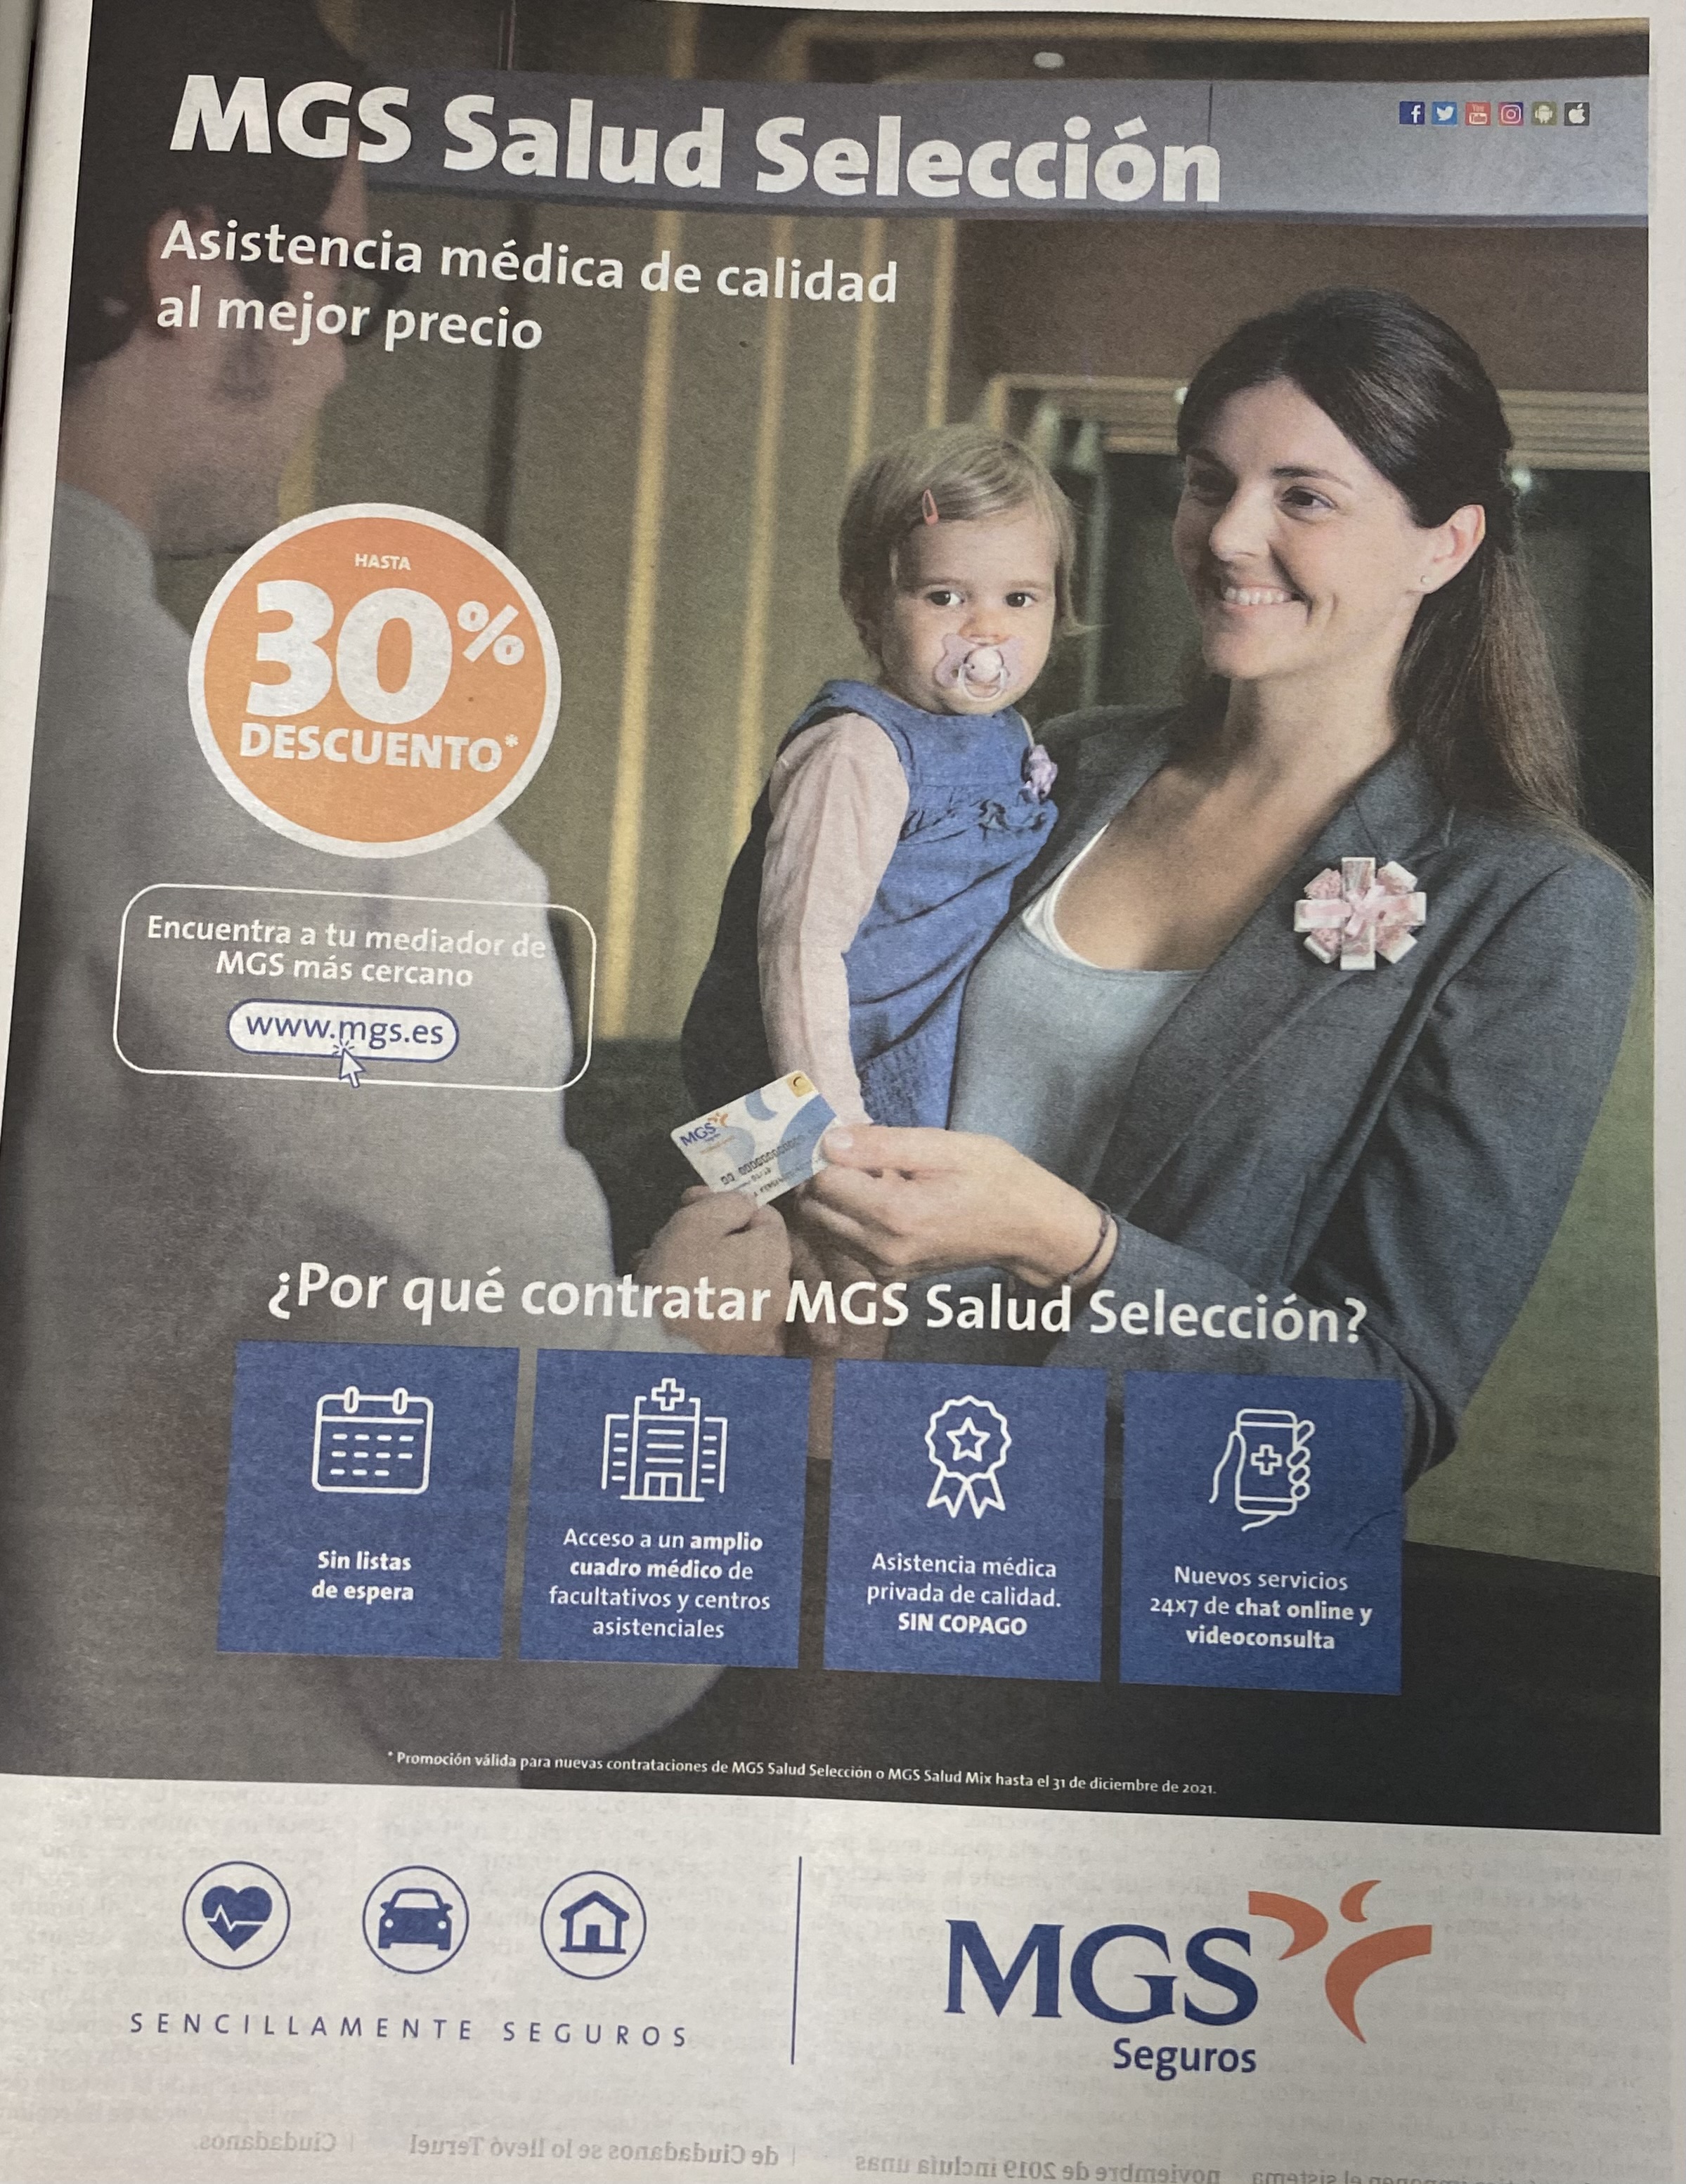 MGS Salud Selección
Asistencia médica de calidad
al mejor precio
HASTA
30%
DESCUENTO*
Encuentra a tu mediador de
MGS más cercano
www.mgs.es
MGS
¿Por qué contratar MGS Salud Selección?
Sin listas
de espera
Acceso a un amplio
cuadro médico de
facultativos y centros
asistenciales
Asistencia médica
privada de calidad.
SIN COPAGO
Nuevos servicios
24x7 de chat online y
videoconsulta
* Promoción válida para nuevas contrataciones de MGS Salud Selección o MGS Salud Mix hasta el 31 de diciembre de 2021.
SENCILLAMENTE SEGUROS
MGS
Seguros